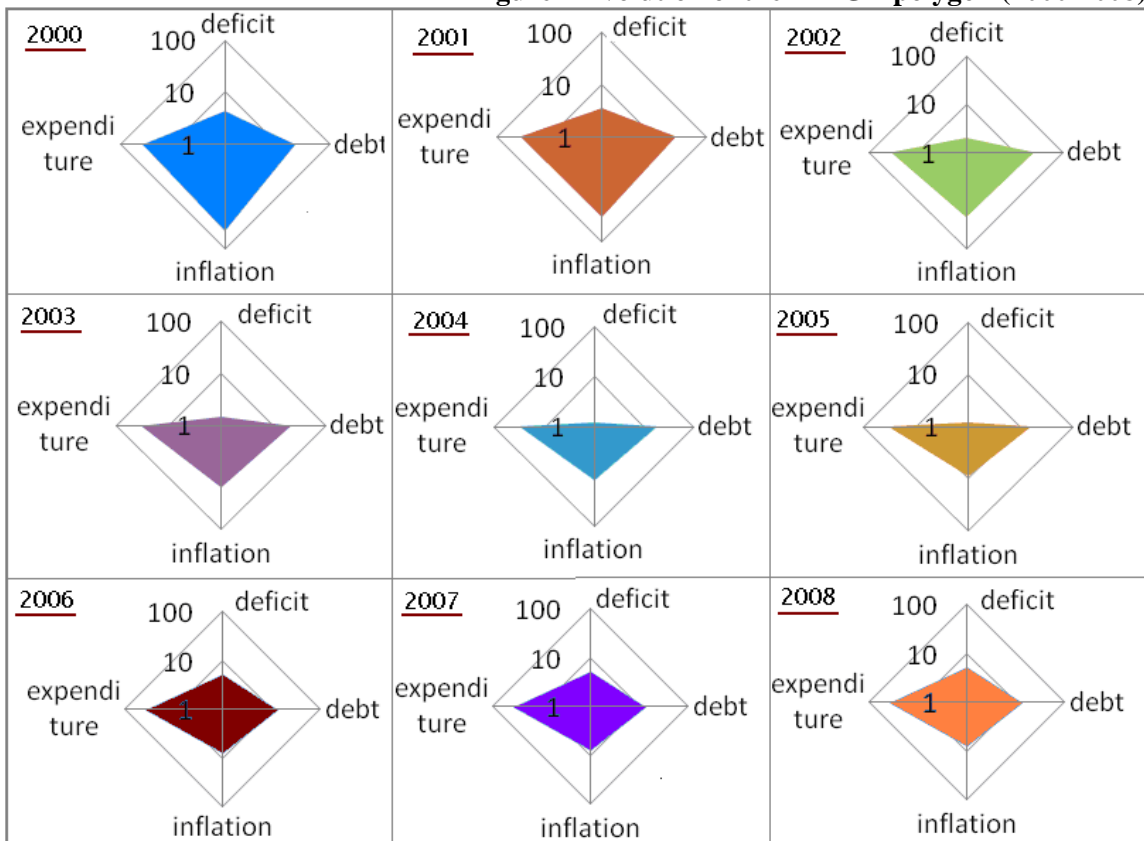 polygon (2000-2008)
2000
100
deficit
10
expendi
ture
1
debt
inflation
2001
100
deficit
10
expendi
ture
1
debt
inflation
2002
100
deficit
10
expendi
ture
1
debt
inflation
2003
100
deficit
10
expendi
ture
1
debt
inflation
2004
100
deficit
10
expendi
ture
1
debt
inflation
2005
100
deficit
10
expendi
ture
1
debt
inflation
2006
100
deficit
10
expendi
ture
1
debt
inflation
2007
100
deficit
10
expendi
ture
1
debt
inflation
2008
100
deficit
10
expendi
ture
1
debt
inflation